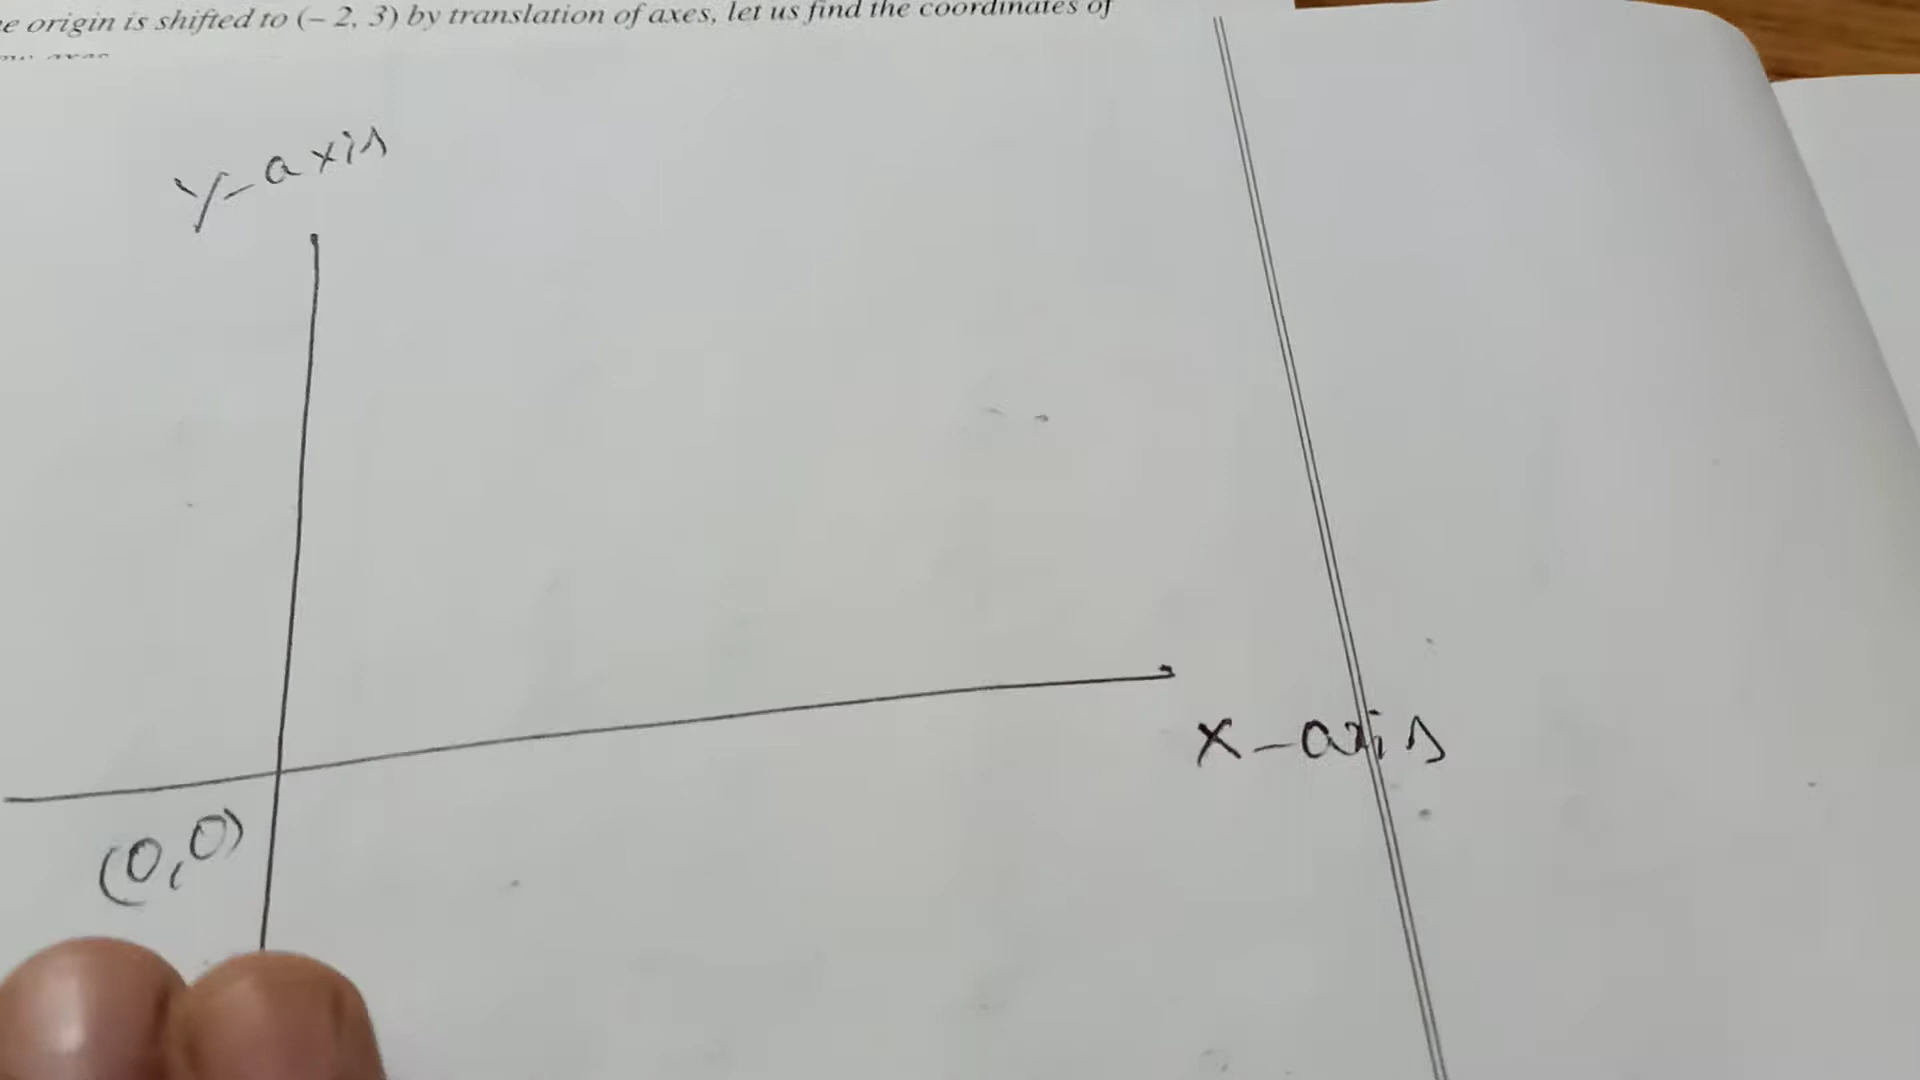 origin is shifted to (– 2, 3) by translation of axes, let us find the coordinates of
y-axis
x-axis
(0,0)